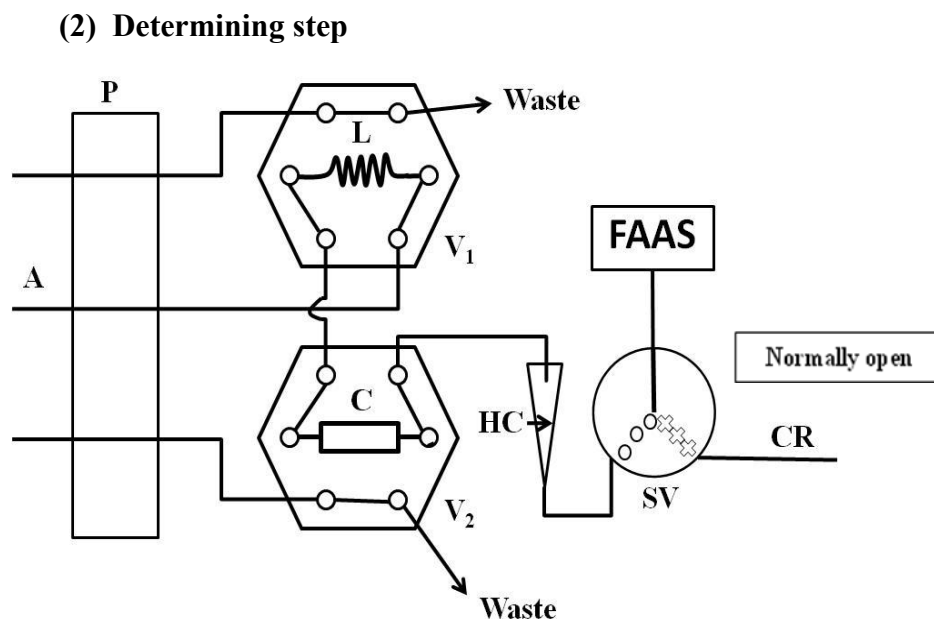 (2) Determining step
P
Waste
L
V1
FAAS
A
Normally open
C
HC
CR
SV
V2
Waste